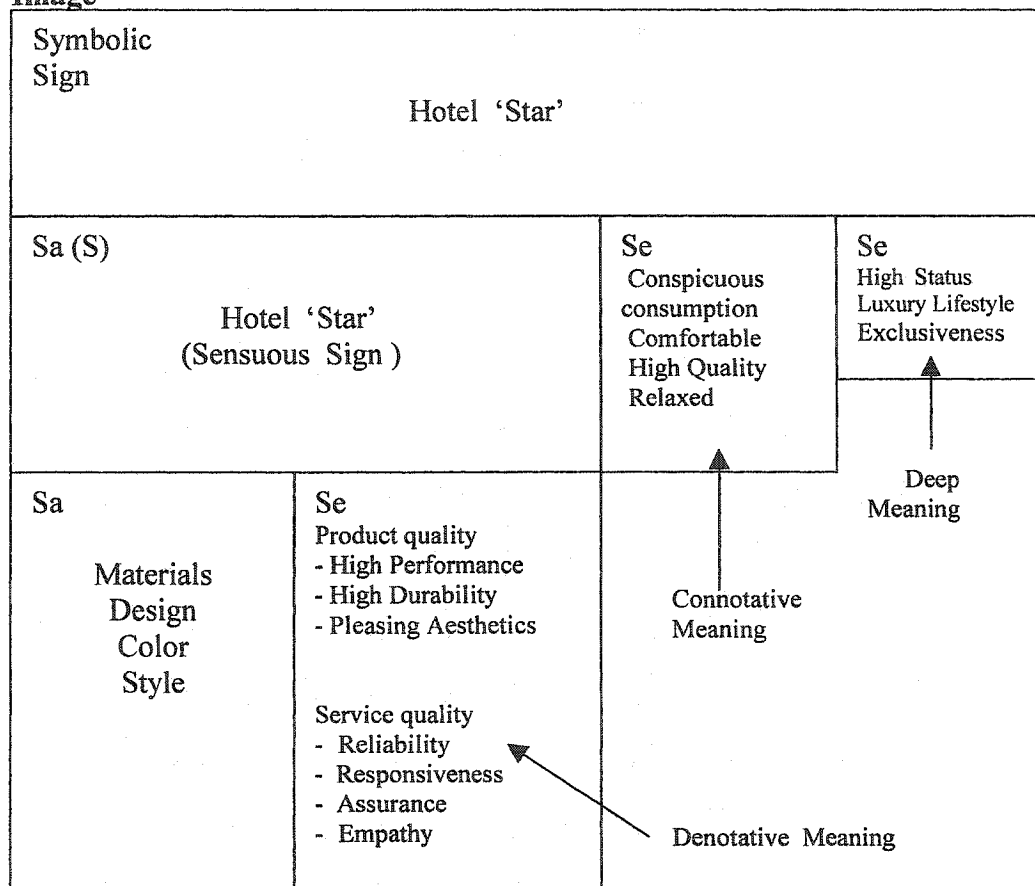 Image
Symbolic
Sign
Hotel ‘Star’
Sa (S)
Hotel ‘Star’
(Sensuous Sign )
Se
Conspicuous
consumption
Comfortable
High Quality
Relaxed
Se
High Status
Luxury Lifestyle
Exclusiveness
Deep
Meaning
Sa
Materials
Design
Color
Style
Se
Product quality
- High Performance
- High Durability
- Pleasing Aesthetics
Service quality
- Reliability
- Responsiveness
- Assurance
- Empathy
Connotative
Meaning
Denotative Meaning